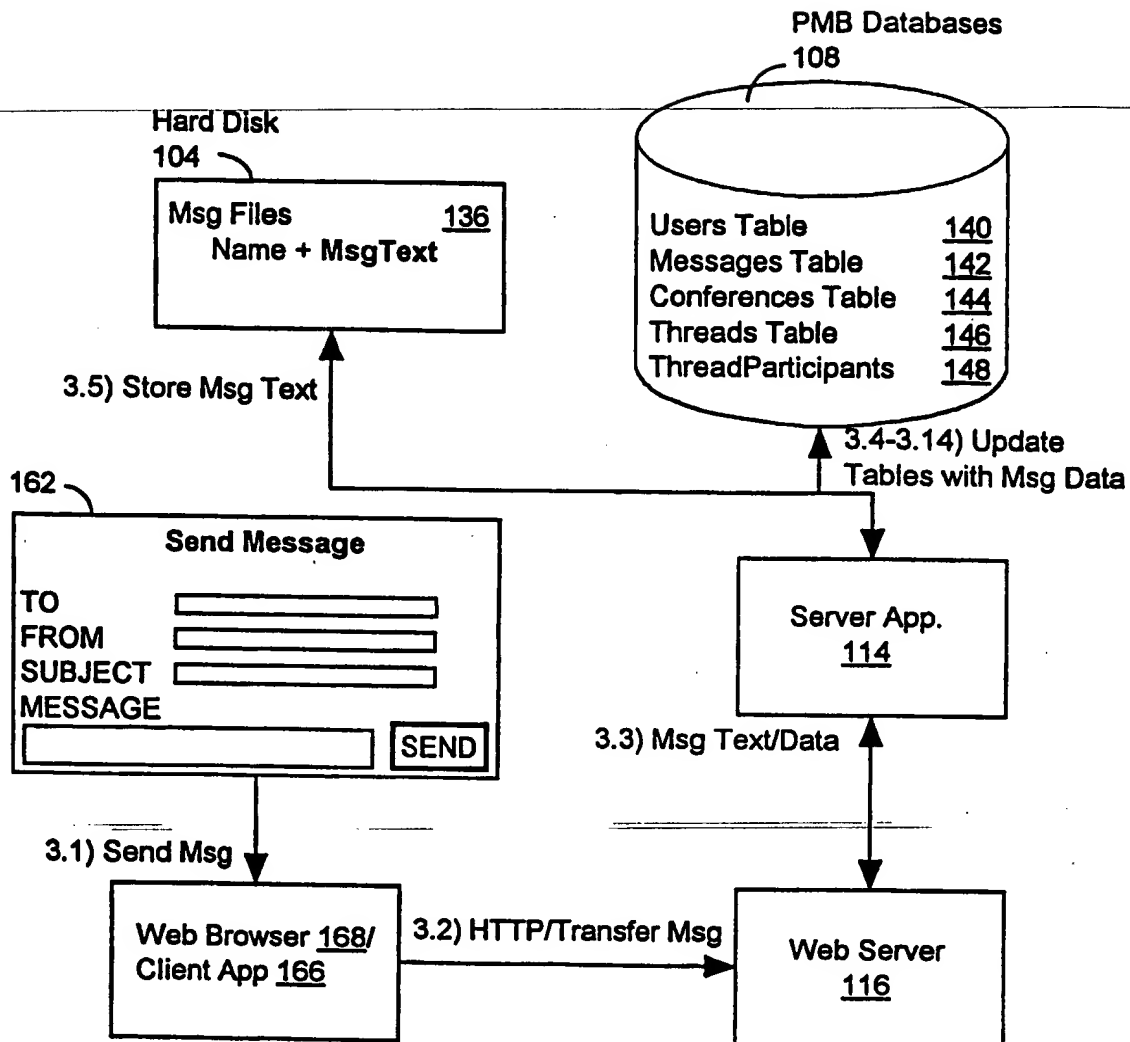 PMB Databases
108
Hard Disk
104
Msg Files 136
Name + MsgText
Users Table 140
Messages Table 142
Conferences Table 144
Threads Table 146
ThreadParticipants 148
3.5) Store Msg Text
3.4-3.14) Update
Tables with Msg Data
162
Send Message
TO
FROM
SUBJECT
MESSAGE
SEND
Server App.
114
3.3) Msg Text/Data
3.1) Send Msg
Web Browser 168/
Client App 166
3.2) HTTP/Transfer Msg
Web Server
116